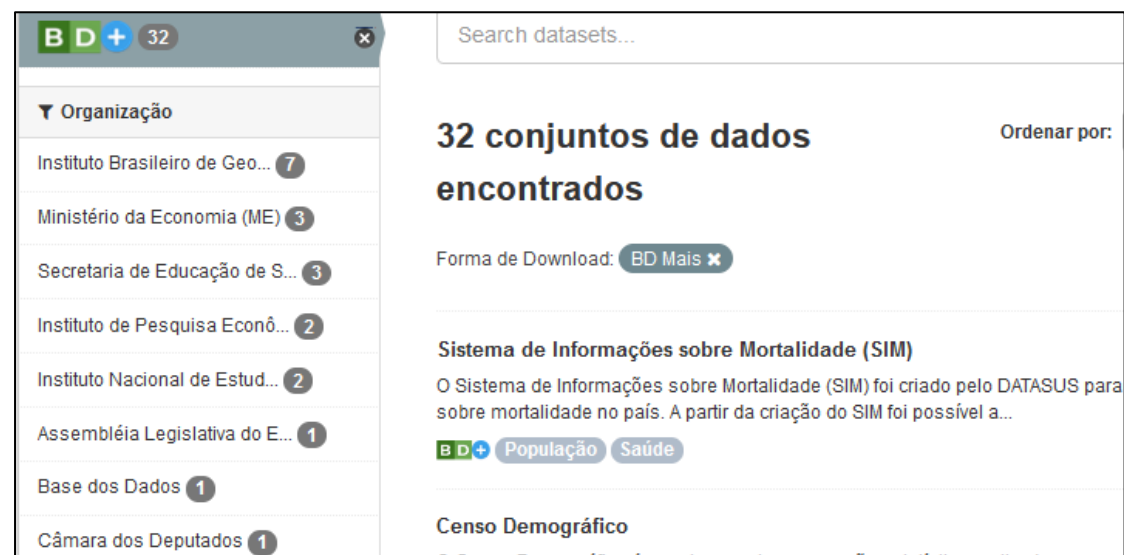 BD+ 32
Organização
Instituto Brasileiro de Geo... 7
Ministério da Economia (ME) 3
Secretaria de Educação de S... 3
Instituto de Pesquisa Econô... 2
Instituto Nacional de Estud... 2
Assembléia Legislativa do E... 1
Base dos Dados 1
Câmara dos Deputados 1
Search datasets...
32 conjuntos de dados
encontrados
Ordenar por:
Forma de Download: BD Mais ✖
Sistema de Informações sobre Mortalidade (SIM)
O Sistema de Informações sobre Mortalidade (SIM) foi criado pelo DATASUS para
sobre mortalidade no país. A partir da criação do SIM foi possível a...
BD+ População Saúde
Censo Demográfico